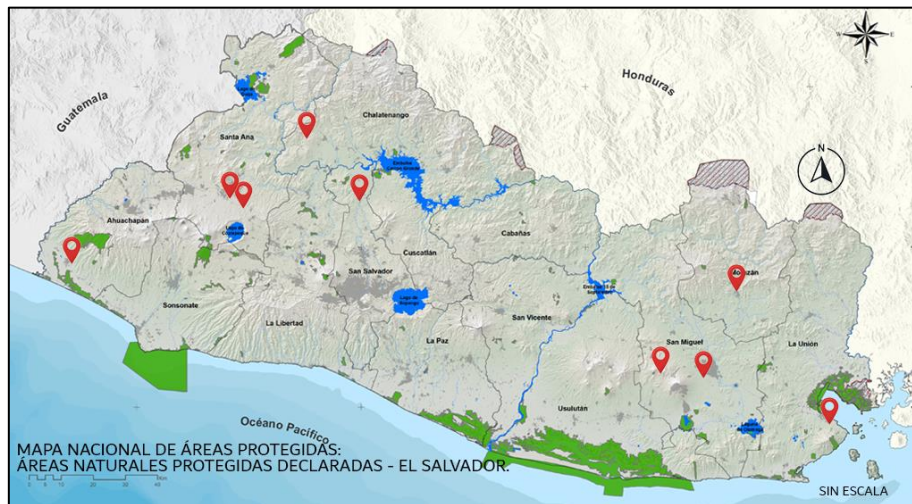 Guatemala
Honduras
N
W
E
S
N
Chalatenango
Santa Ana
Ahuachapán
Cabañas
Cuscatlán
San Salvador
Sonsonate
La Libertad
La Paz
San Vicente
San Miguel
La Unión
Usulután
Océano Pacífico
MAPA NACIONAL DE ÁREAS PROTEGIDAS:
ÁREAS NATURALES PROTEGIDAS DECLARADAS - EL SALVADOR.
SIN ESCALA